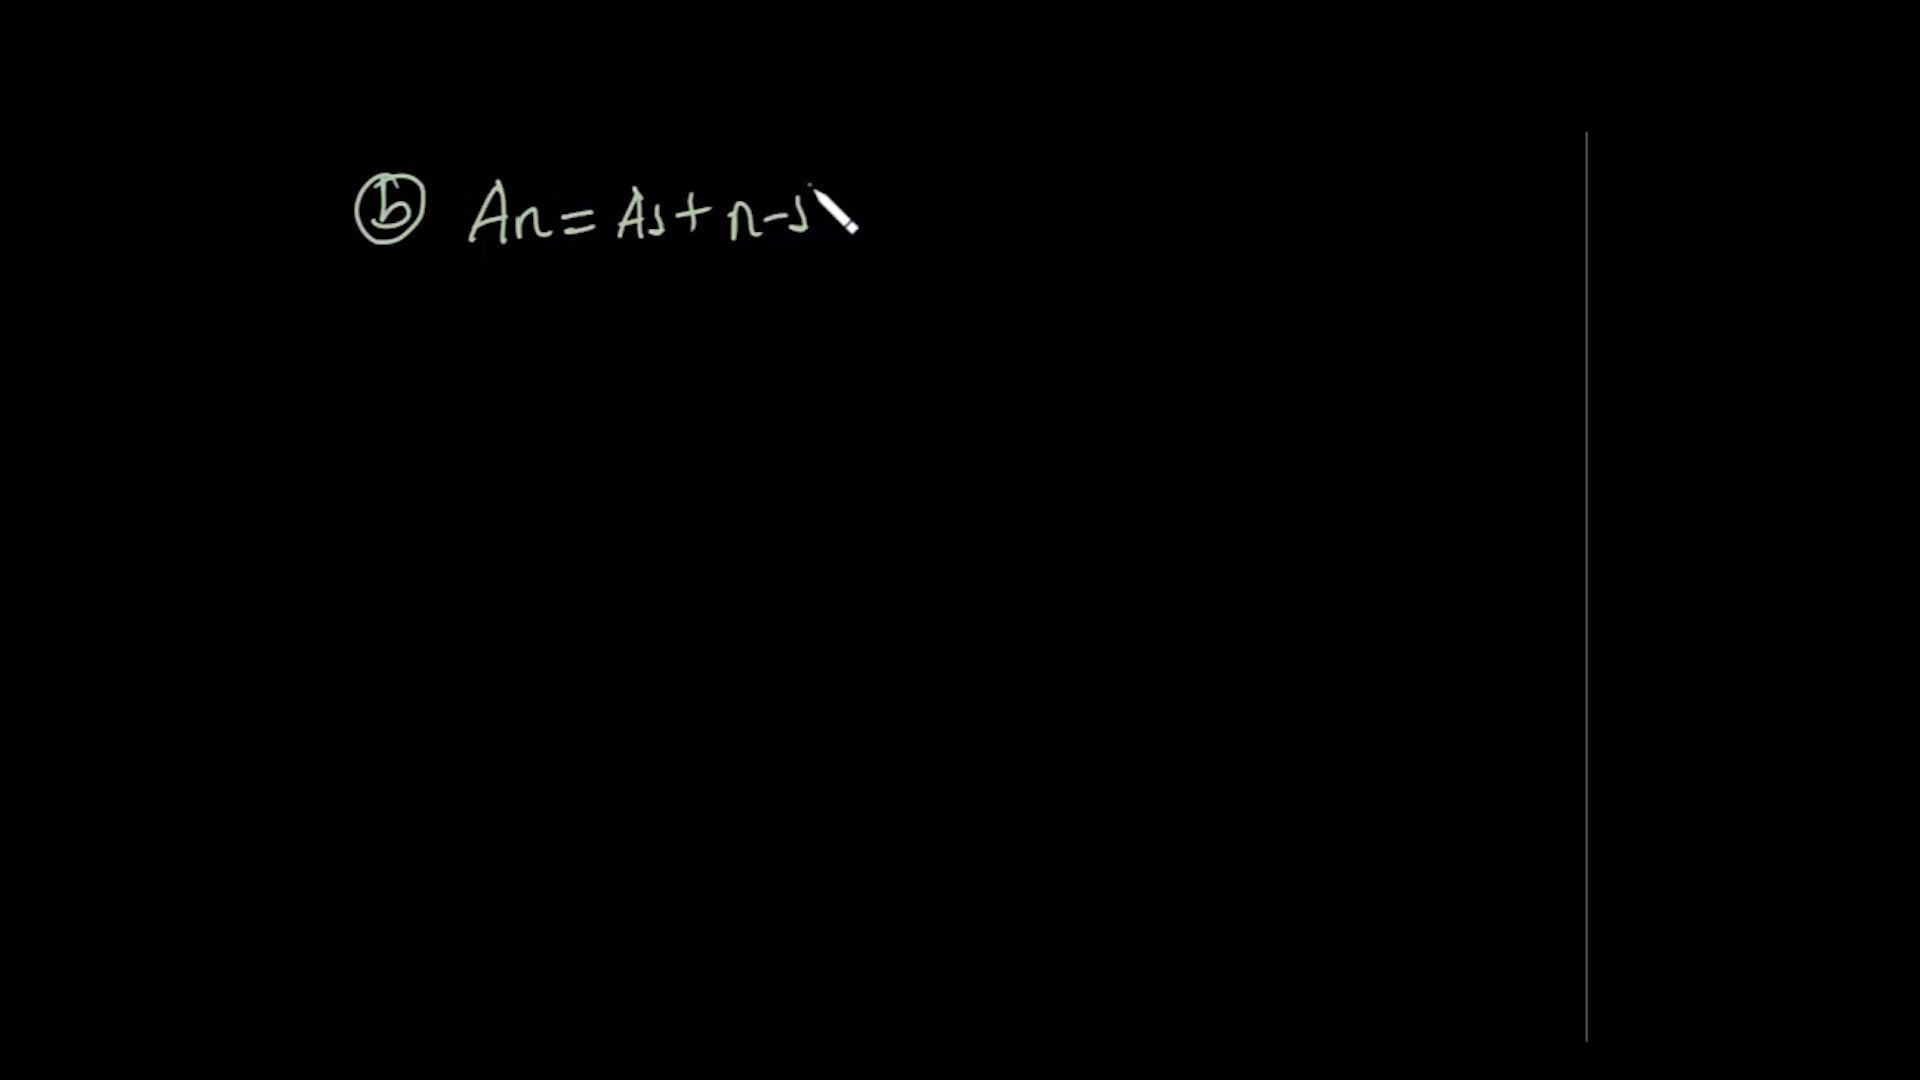 ⓑ An = As + n - s